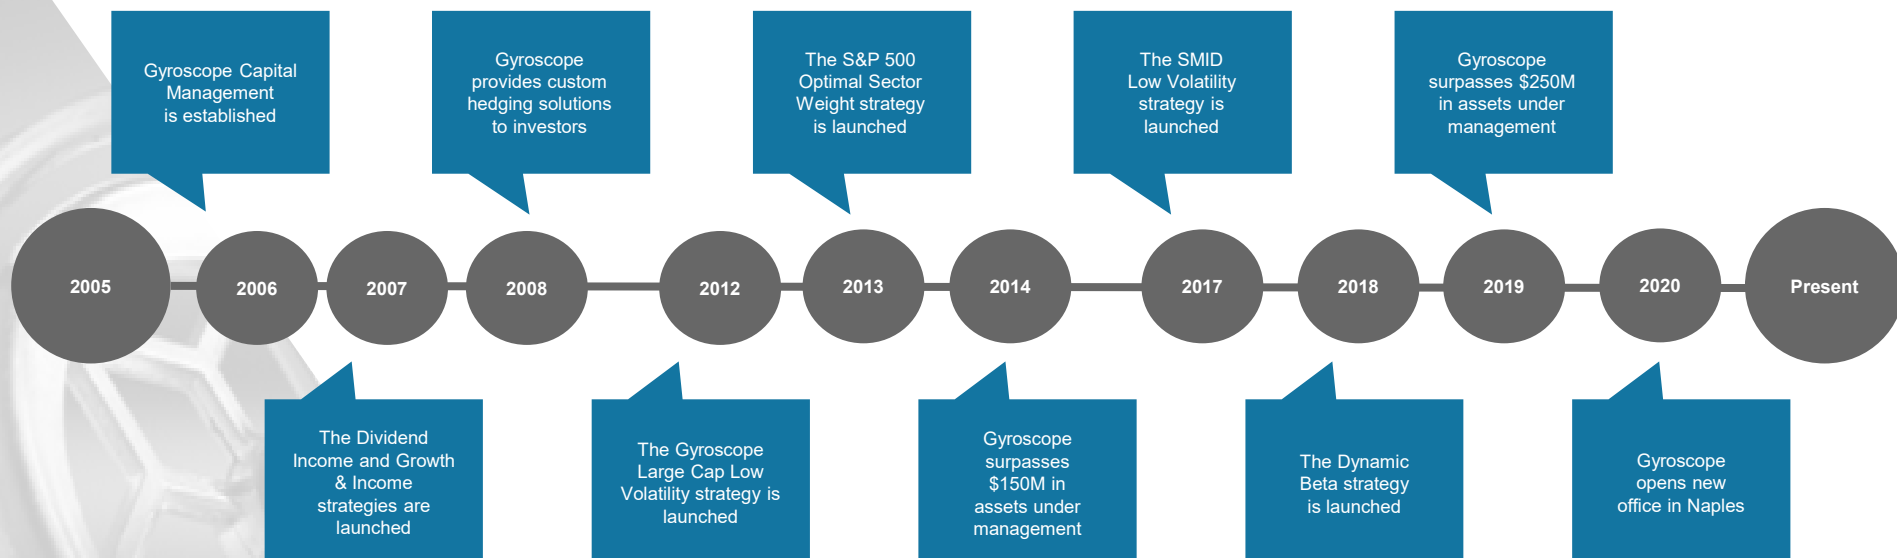 Gyroscope Capital
Management
is established
Gyroscope
provides custom
hedging solutions
to investors
The S&P 500
Optimal Sector
Weight strategy
is launched
The SMID
Low Volatility
strategy is
launched
Gyroscope
surpasses $250M
in assets under
management
2005
2006
2007
2008
2012
2013
2014
2017
2018
2019
2020
Present
The Dividend
Income and Growth
& Income
strategies are
launched
The Gyroscope
Large Cap Low
Volatility strategy is
launched
Gyroscope
surpasses
$150M in
assets under
management
The Dynamic
Beta strategy
is launched
Gyroscope
opens new
office in Naples